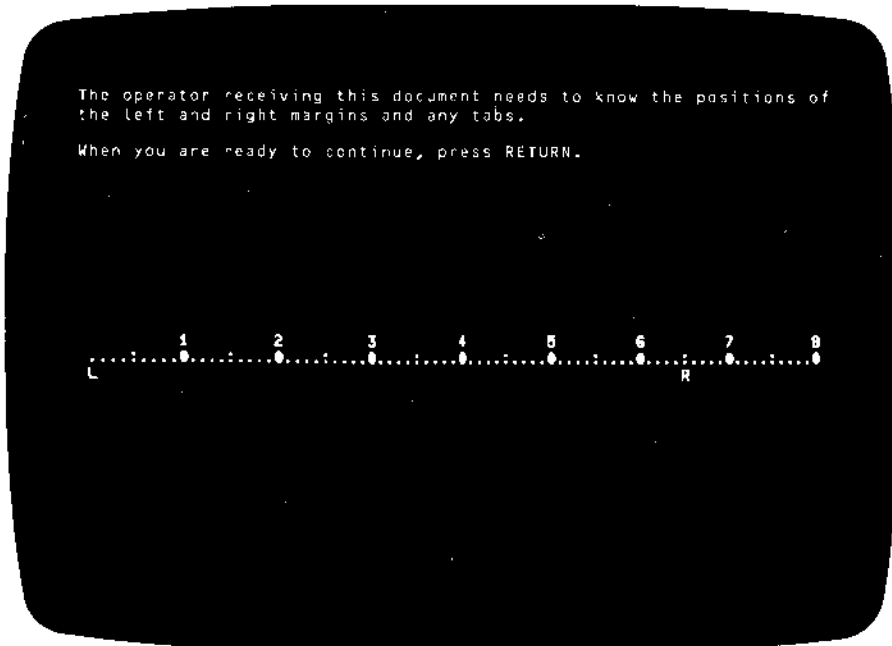 The operator receiving this document needs to know the positions of
the left and right margins and any tabs.
When you are ready to continue, press RETURN.
1 2 3 4 5 6 7 8
L R